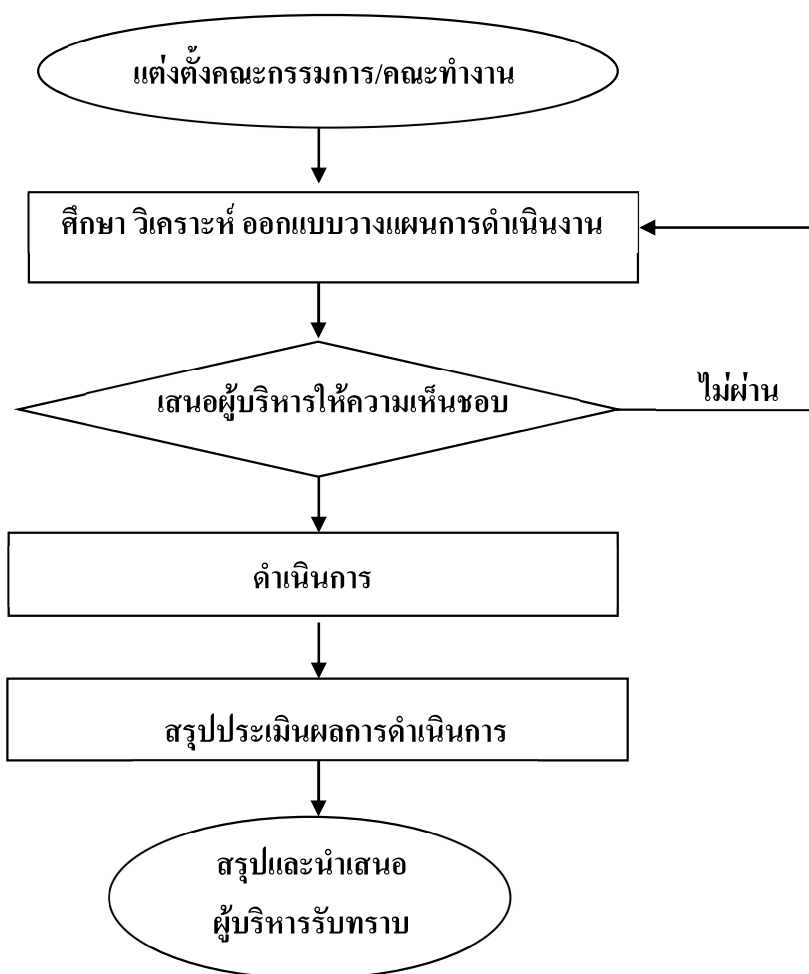 แต่งตั้งคณะกรรมการ/คณะทำงาน
ศึกษา วิเคราะห์ ออกแบบวางแผนการดำเนินงาน
เสนอผู้บริหารให้ความเห็นชอบ
ไม่ผ่าน
ดำเนินการ
สรุปประเมินผลการดำเนินการ
สรุปและนำเสนอ
ผู้บริหารรับทราบ